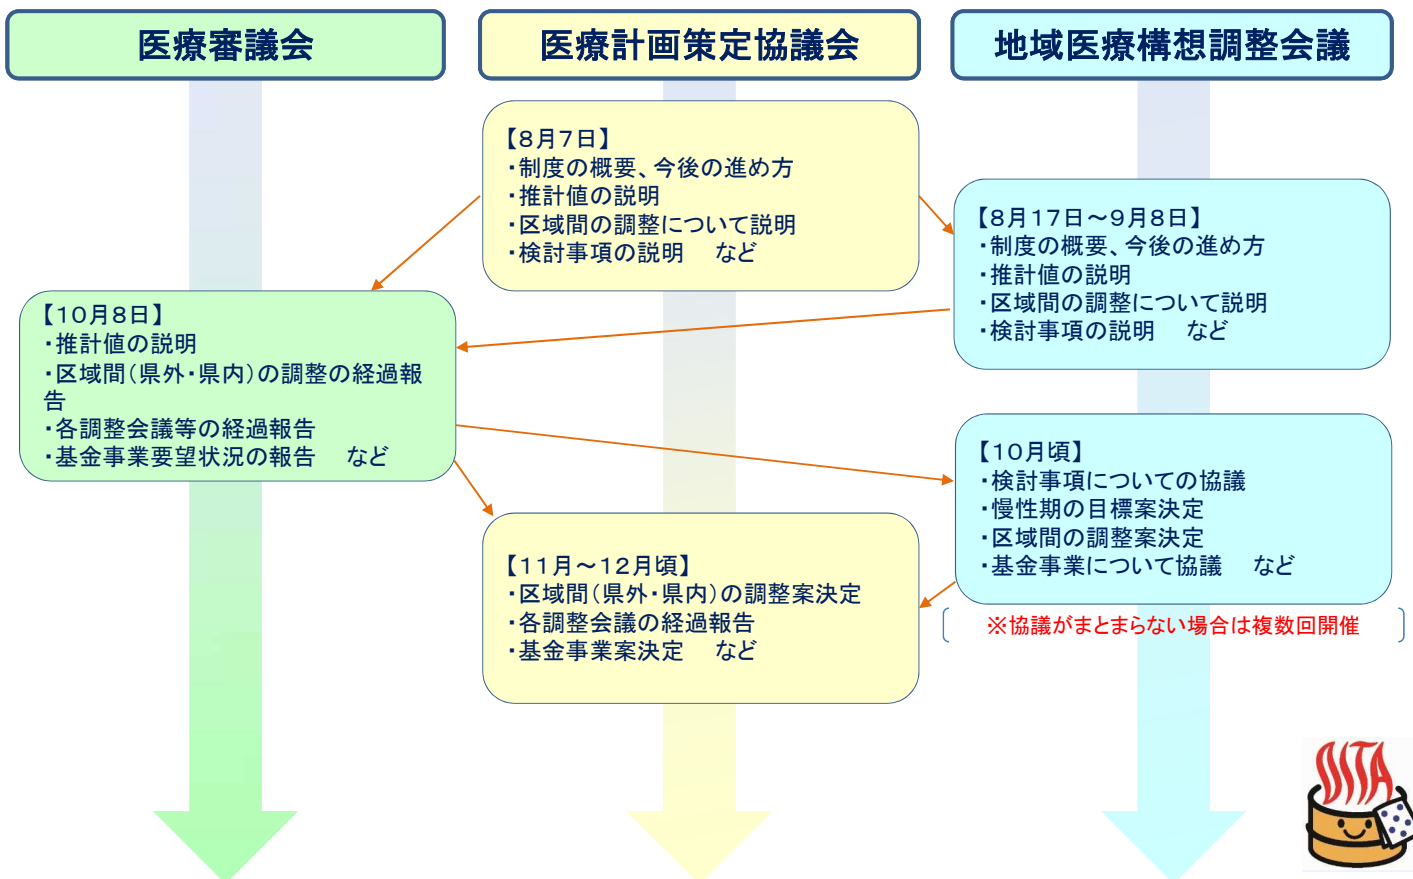 医療審議会
医療計画策定協議会
地域医療構想調整会議
【8月7日】
・制度の概要、今後の進め方
・推計値の説明
・区域間の調整について説明
・検討事項の説明　など
【8月17日～9月8日】
・制度の概要、今後の進め方
・推計値の説明
・区域間の調整について説明
・検討事項の説明　など
【10月8日】
・推計値の説明
・区域間（県外・県内）の調整の経過報
告
・各調整会議等の経過報告
・基金事業要望状況の報告　など
【10月頃】
・検討事項についての協議
・慢性期の目標案決定
・区域間の調整案決定
・基金事業について協議　など
※協議がまとまらない場合は複数回開催
【11月～12月頃】
・区域間（県外・県内）の調整案決定
・各調整会議の経過報告
・基金事業案決定　など
OITA